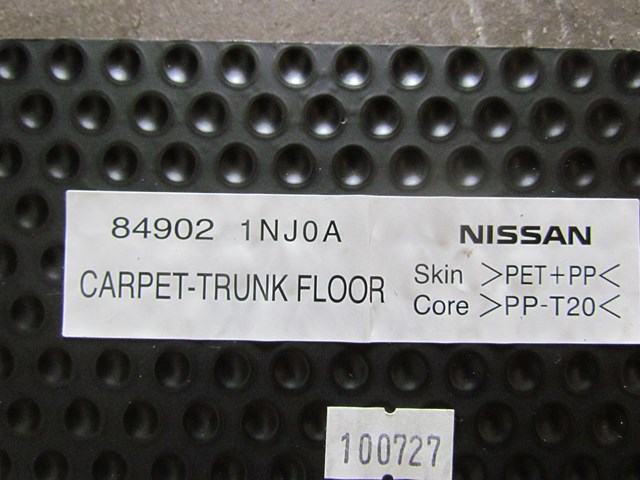 84902 1NJ0A
CARPET-TRUNK FLOOR
NISSAN
Skin >PET+PP<
Core >PP-T20<
100727